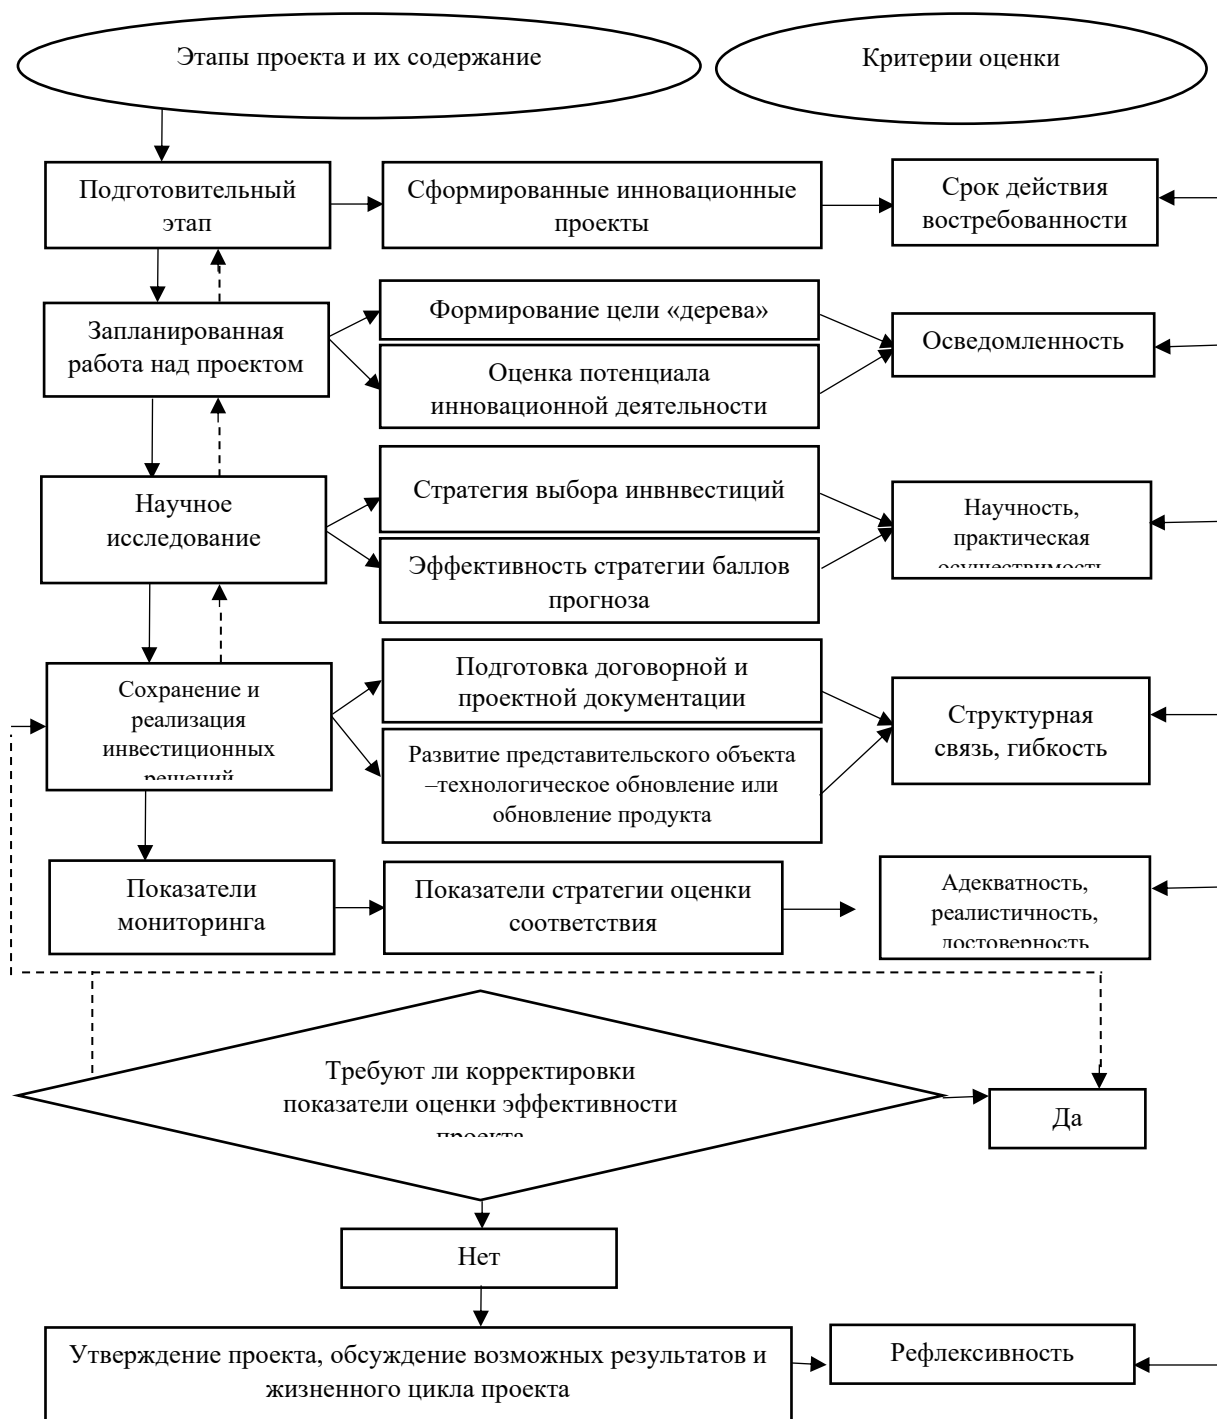 Этапы проекта и их содержание
Критерии оценки
Подготовительный
этап
Сформированные инновационные
проекты
Срок действия
востребованности
Запланированная
работа над проектом
Формирование цели «дерева»
Оценка потенциала
инновационной деятельности
Осведомленность
Научное
исследование
Стратегия выбора инвнвестиций
Эффективность стратегии баллов
прогноза
Научность,
практическая
осуществимость
Сохранение и
реализация
инвестиционных
решений
Подготовка договорной и
проектной документации
Развитие представительского объекта
–технологическое обновление или
обновление продукта
Структурная
связь, гибкость
Показатели
мониторинга
Показатели стратегии оценки
соответствия
Адекватность,
реалистичность,
достоверность
Требуют ли корректировки
показатели оценки эффективности
проекта
Да
Нет
Утверждение проекта, обсуждение возможных результатов и
жизненного цикла проекта
Рефлексивность